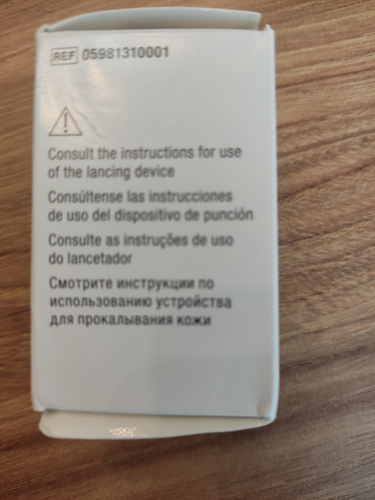 REF 05981310001
Consult the instructions for use
of the lancing device
Consúltense las instrucciones
de uso del dispositivo de punción
Consulte as instruções de uso
do lancetador
Смотрите инструкции по
использованию устройства
для прокалывания кожи